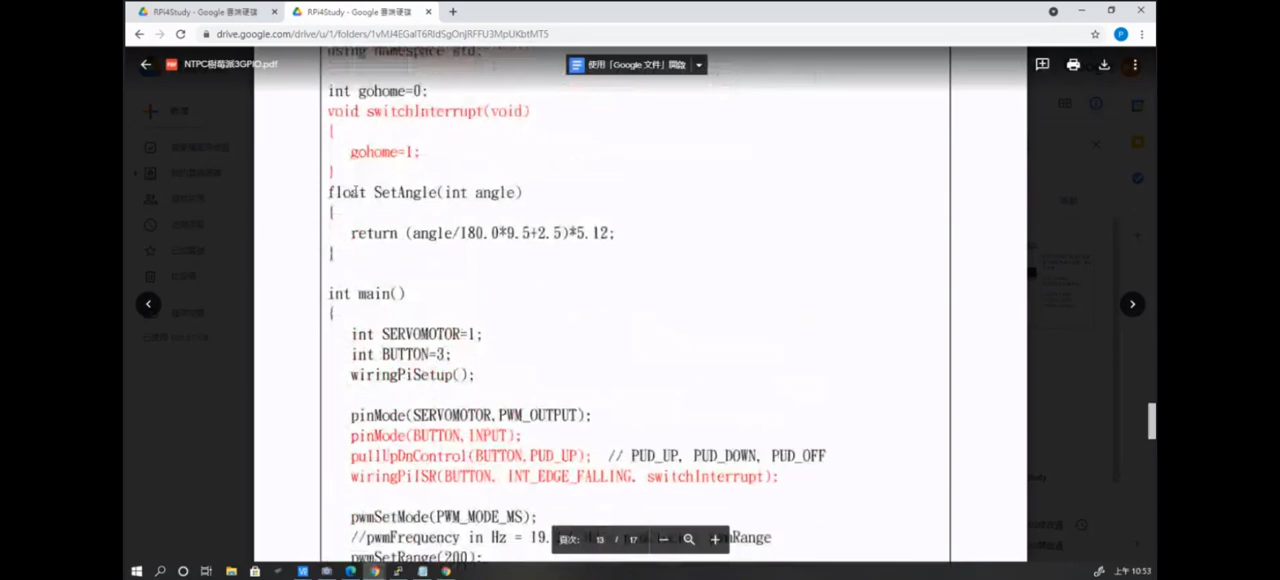 RPi4Study - Google 雲端硬碟
RPi4Study - Google 雲端硬碟
drive.google.com/drive/u/1/folders/
NTPC樹莓派3GPIO.pdf
使用「Google 文件」開啟
using namespace std;
int gohome=0;
void switchInterrupt(void)
{
gohome=1;
}
float SetAngle(int angle)
{
return (angle/180.0*9.5+2.5)*5.12;
}
int main()
{
int SERVOMOTOR=1;
int BUTTON=3;
wiringPiSetup();
pinMode(SERVOMOTOR,PWM_OUTPUT);
pinMode(BUTTON,INPUT);
pullUpDnControl(BUTTON,PUD_UP); // PUD_UP, PUD_DOWN, PUD_OFF
wiringPiISR(BUTTON, INT_EDGE_FALLING, switchInterrupt);
pwmSetMode(PWM_MODE_MS);
//pwmFrequency in Hz = 19.
pwmSetRange(200);
頁次: 13 / 17
上午 10:53